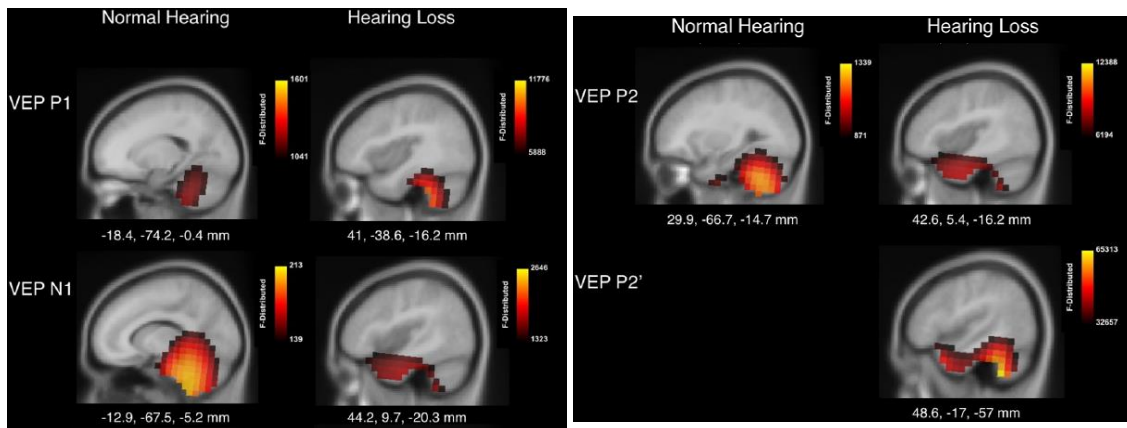 Normal Hearing
Hearing Loss
VEP P1
1601
F-Distributed
1041
11776
F-Distributed
5888
-18.4, -74.2, -0.4 mm
41, -38.6, -16.2 mm
VEP N1
213
F-Distributed
139
2646
F-Distributed
1323
-12.9, -67.5, -5.2 mm
44.2, 9.7, -20.3 mm
Normal Hearing
Hearing Loss
VEP P2
1339
F-Distributed
871
12388
F-Distributed
6194
29.9, -66.7, -14.7 mm
42.6, 5.4, -16.2 mm
VEP P2'
65313
F-Distributed
32657
48.6, -17, -57 mm